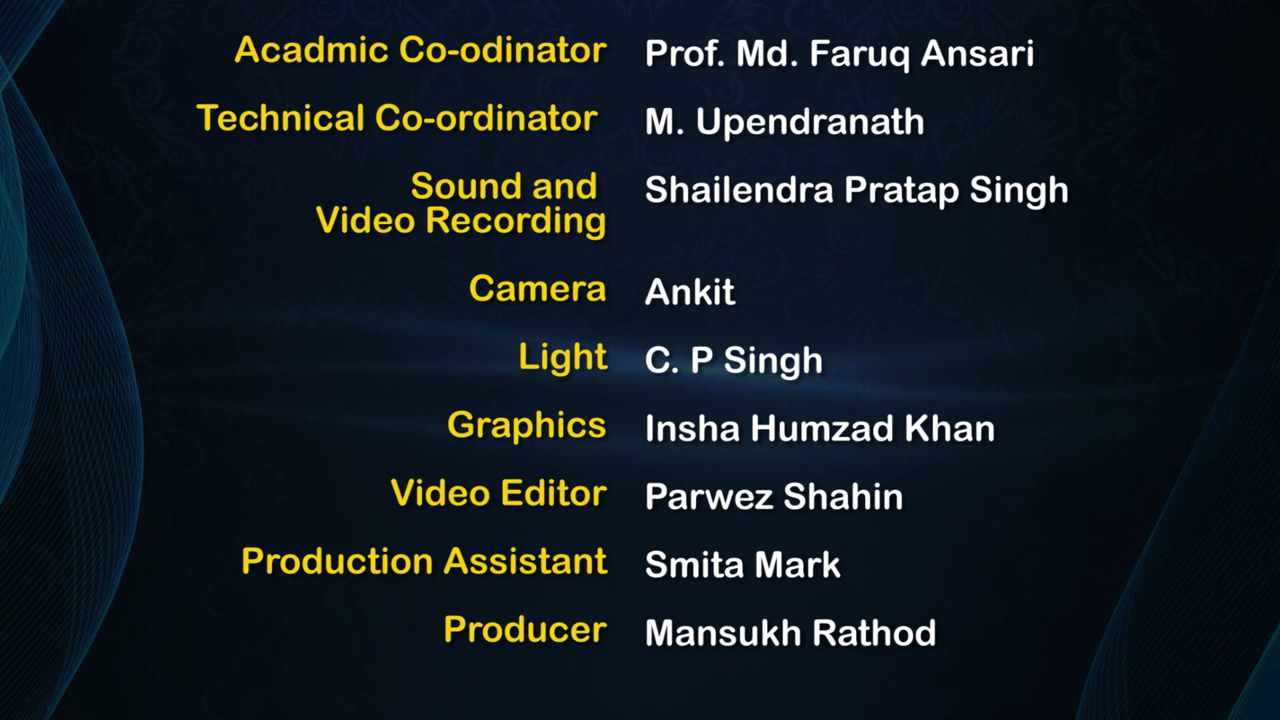 Acadmic Co-odinator Prof. Md. Faruq Ansari
Technical Co-ordinator M. Upendranath
Sound and Shailendra Pratap Singh
Video Recording
Camera Ankit
Light C. P Singh
Graphics Insha Humzad Khan
Video Editor Parwez Shahin
Production Assistant Smita Mark
Producer Mansukh Rathod